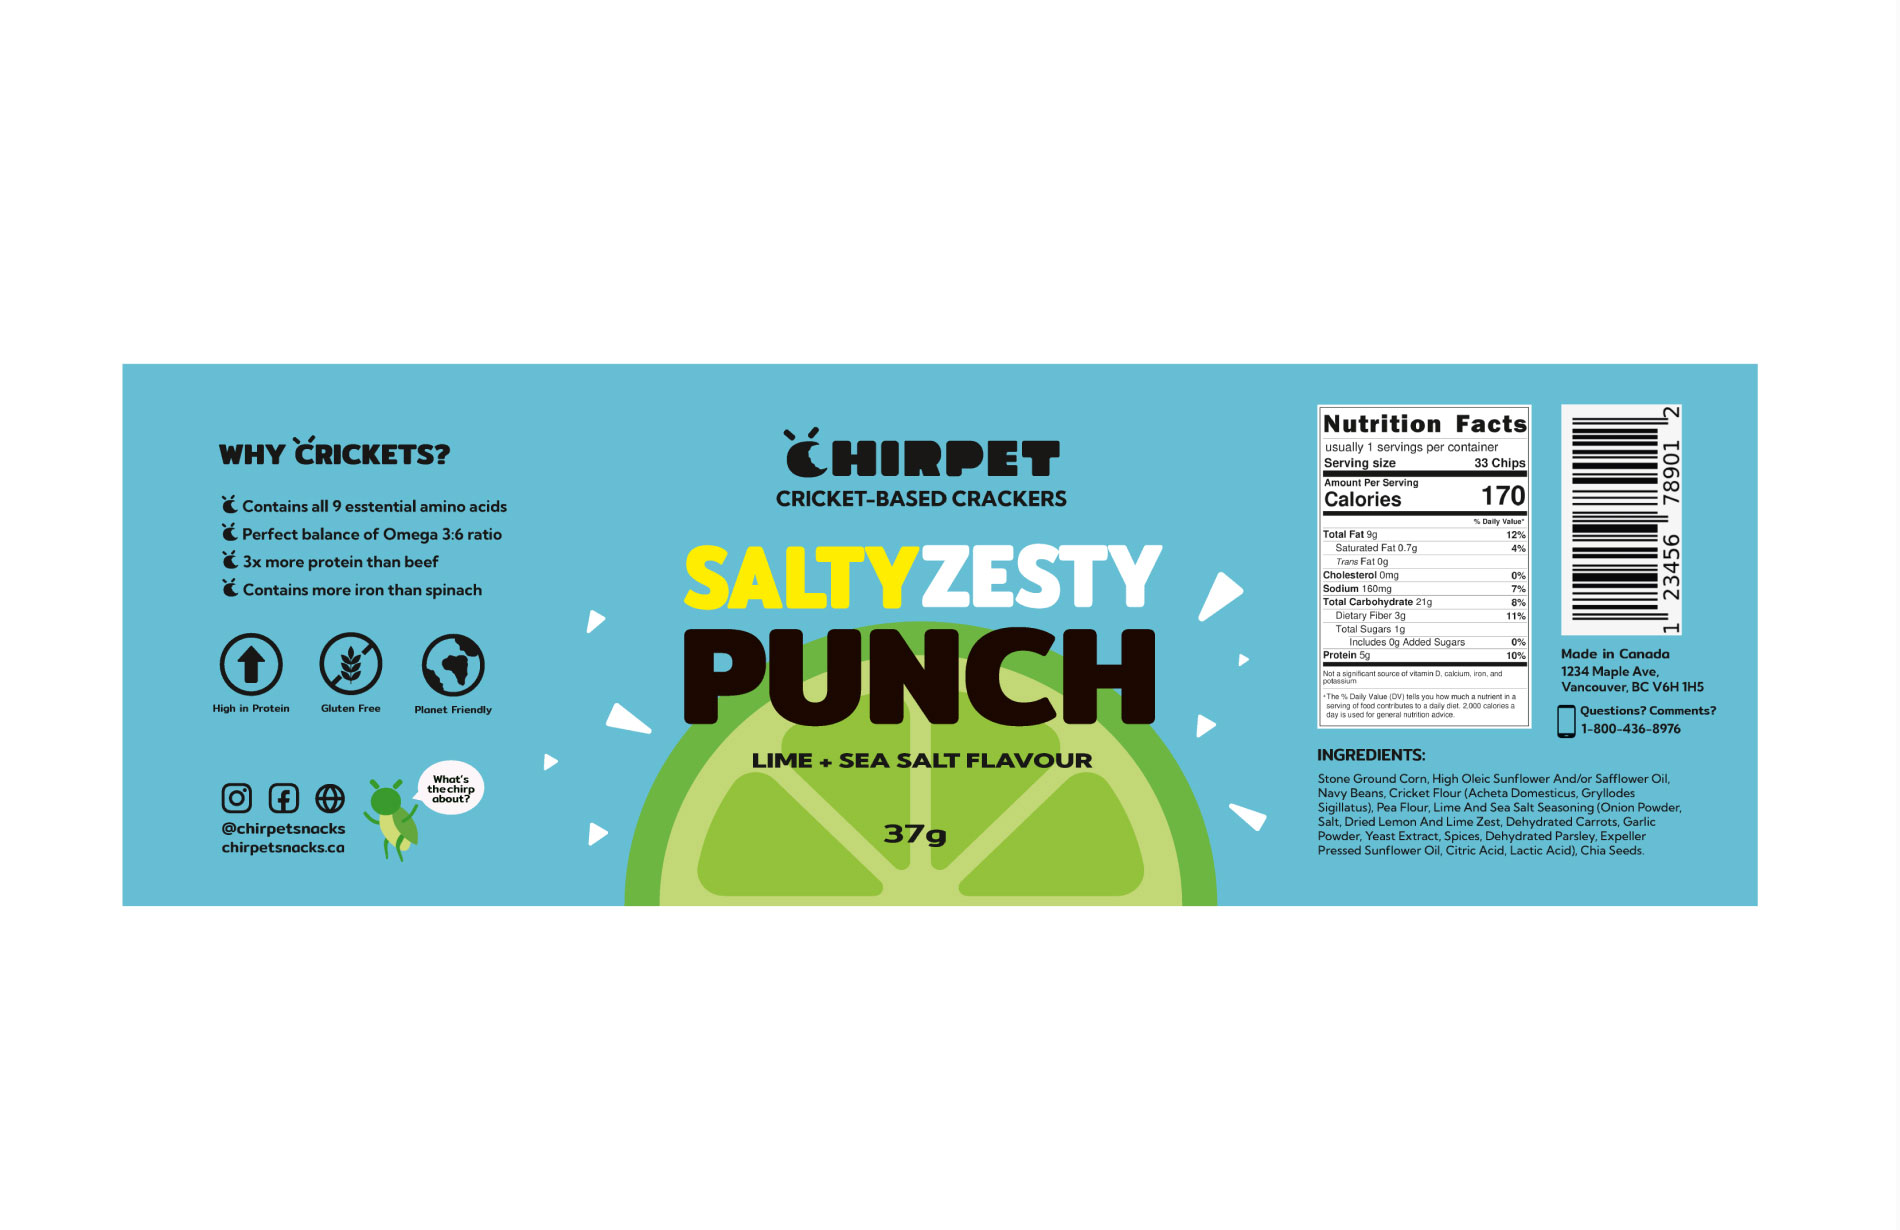 WHY CRICKETS?
Contains all 9 esstential amino acids
Perfect balance of Omega 3:6 ratio
3x more protein than beef
Contains more iron than spinach
High in Protein
Gluten Free
Planet Friendly
@chirpetsnacks
chirpetsnacks.ca
What's
the chirp
about?
CHIRPET
CRICKET-BASED CRACKERS
SALTYZESTY
PUNCH
LIME + SEA SALT FLAVOUR
37g
Nutrition Facts
usually 1 servings per container
Serving size 33 Chips
Amount Per Serving
Calories 170
% Daily Value*
Total Fat 9g 12%
Saturated Fat 0.7g 4%
Trans Fat 0g
Cholesterol 0mg 0%
Sodium 160mg 7%
Total Carbohydrate 21g 8%
Dietary Fiber 3g 11%
Total Sugars 1g
Includes 0g Added Sugars 0%
Protein 5g 10%
Not a significant source of vitamin D, calcium, iron, and
potassium
*The % Daily Value (DV) tells you how much a nutrient in a
serving of food contributes to a daily diet. 2,000 calories a
day is used for general nutrition advice.
INGREDIENTS:
Stone Ground Corn, High Oleic Sunflower And/or Safflower Oil,
Navy Beans, Cricket Flour (Acheta Domesticus, Gryllodes
Sigillatus), Pea Flour, Lime And Sea Salt Seasoning (Onion Powder,
Salt, Dried Lemon And Lime Zest, Dehydrated Carrots, Garlic
Powder, Yeast Extract, Spices, Dehydrated Parsley, Expeller
Pressed Sunflower Oil, Citric Acid, Lactic Acid), Chia Seeds.
1 23456 78901 2
Made in Canada
1234 Maple Ave,
Vancouver, BC V6H 1H5
Questions? Comments?
1-800-436-8976